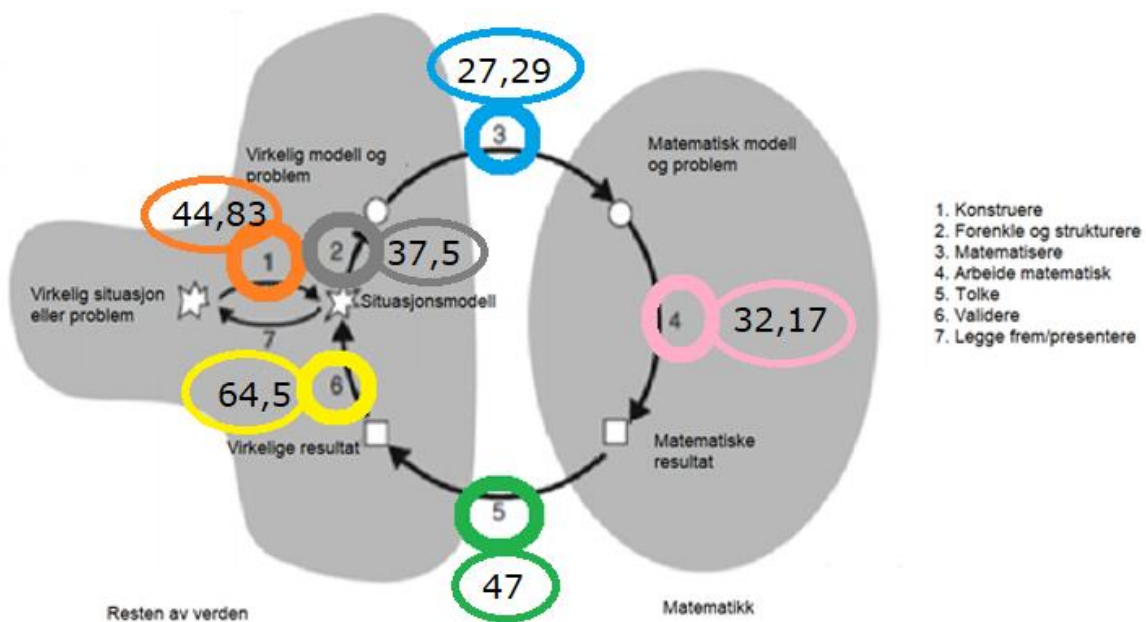 27,29
3
Virkelig modell og
problem
Matematisk modell
og problem
44,83
1
2
37,5
1. Konstruere
2. Forenkle og strukturere
3. Matematisere
4. Arbeide matematisk
5. Tolke
6. Validere
7. Legge frem/presentere
Virkelig situasjon
eller problem
Situasjonsmodell
7
4
32,17
64,5
6
Virkelige resultat
Matematiske
resultat
5
47
Resten av verden
Matematikk